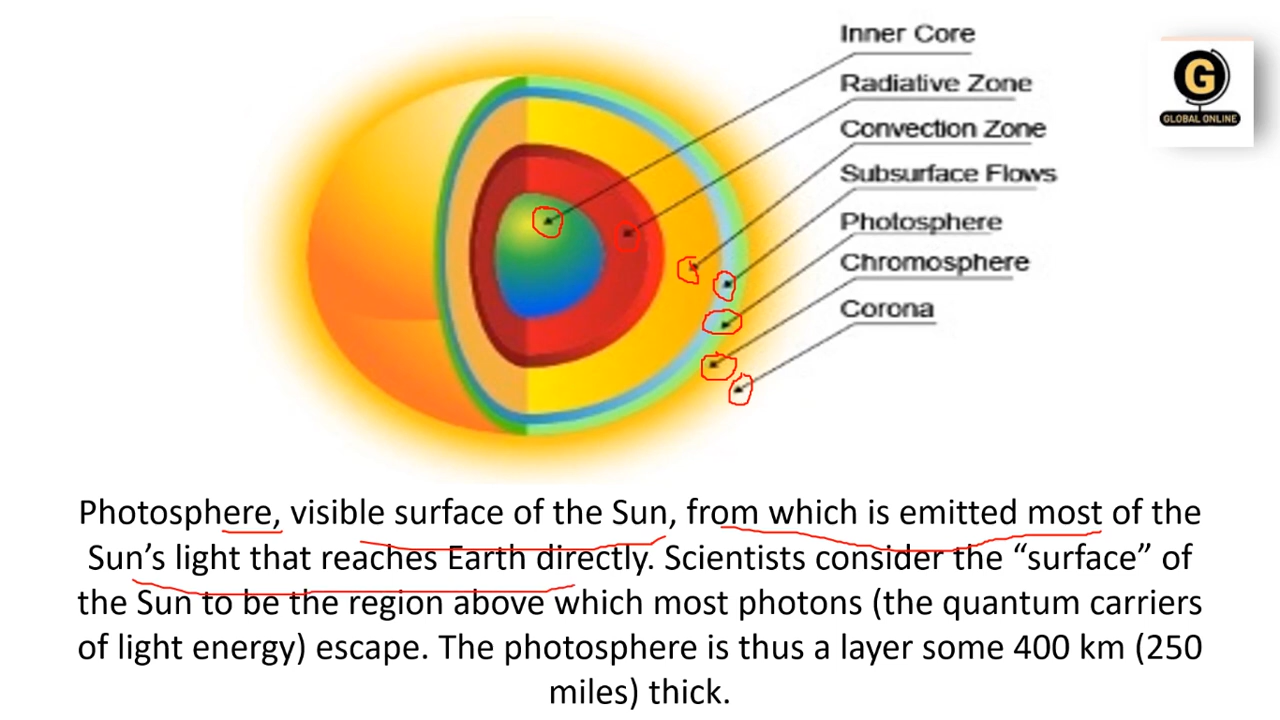 Inner Core
Radiative Zone
Convection Zone
Subsurface Flows
Photosphere
Chromosphere
Corona
G
GLOBAL ONLINE
Photosphere, visible surface of the Sun, from which is emitted most of the
Sun’s light that reaches Earth directly. Scientists consider the “surface” of
the Sun to be the region above which most photons (the quantum carriers
of light energy) escape. The photosphere is thus a layer some 400 km (250
miles) thick.